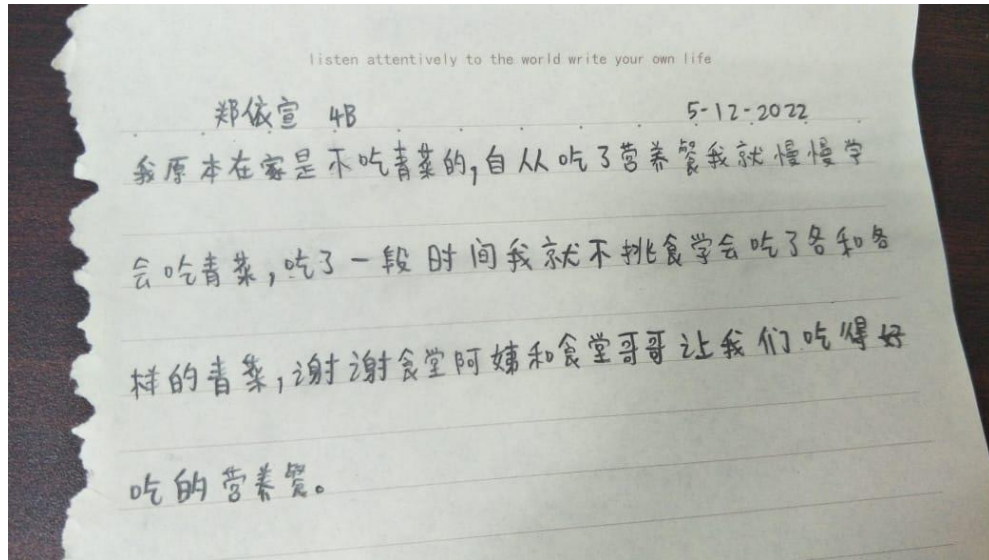 listen attentively to the world write your own life
郑依宣 4B 5-12-2022
我原本在家是不吃青菜的,自从吃了营养餐我就慢慢学
会吃青菜,吃了一段时间我就不挑食学会吃了各和各
样的青菜,谢谢食堂阿姨和食堂哥哥让我们吃得好
吃的营养餐。